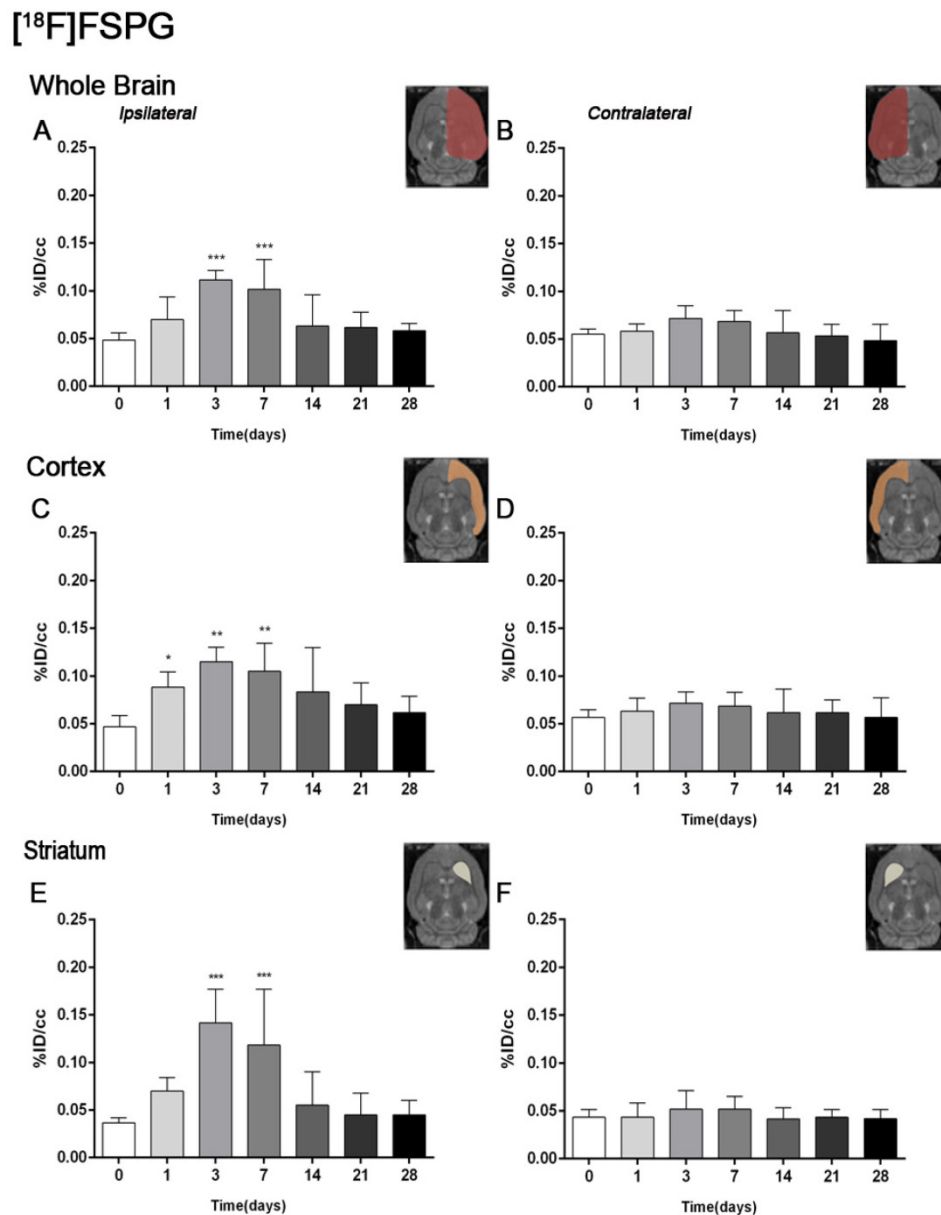 [¹⁸F]FSPG
Whole Brain
Ipsilateral
Contralateral
A
0.25
0.20
0.15
0.10
0.05
0.00
%ID/cc
*** ***
0 1 3 7 14 21 28
Time(days)
B
0.25
0.20
0.15
0.10
0.05
0.00
%ID/cc
0 1 3 7 14 21 28
Time(days)
Cortex
C
0.25
0.20
0.15
0.10
0.05
0.00
%ID/cc
* ** **
0 1 3 7 14 21 28
Time(days)
D
0.25
0.20
0.15
0.10
0.05
0.00
%ID/cc
0 1 3 7 14 21 28
Time(days)
Striatum
E
0.25
0.20
0.15
0.10
0.05
0.00
%ID/cc
*** ***
0 1 3 7 14 21 28
Time(days)
F
0.25
0.20
0.15
0.10
0.05
0.00
%ID/cc
0 1 3 7 14 21 28
Time(days)